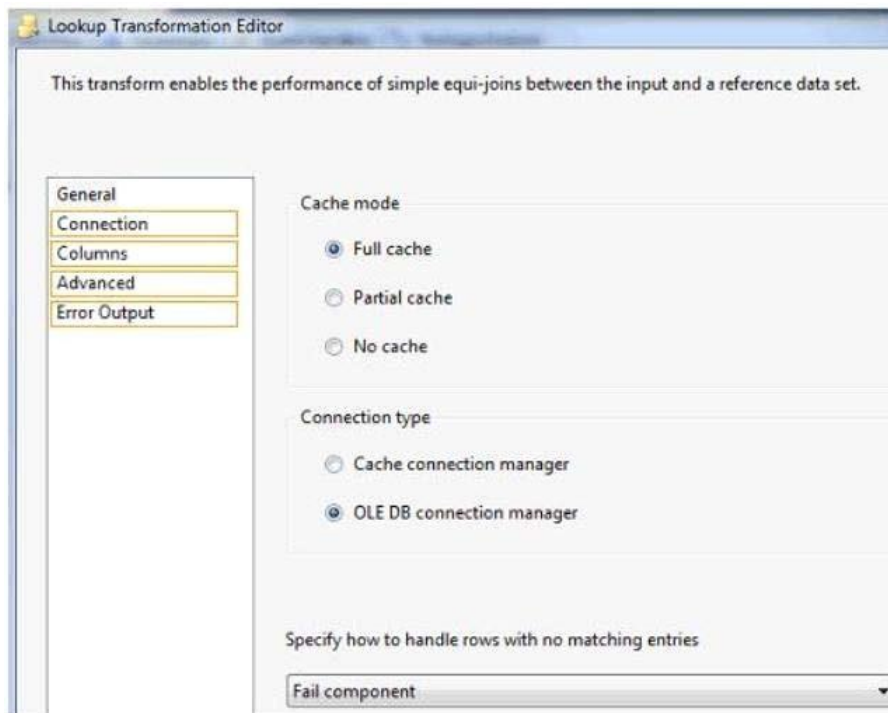 Lookup Transformation Editor
This transform enables the performance of simple equi-joins between the input and a reference data set.
General
Connection
Columns
Advanced
Error Output
Cache mode
Full cache
Partial cache
No cache
Connection type
Cache connection manager
OLE DB connection manager
Specify how to handle rows with no matching entries
Fail component